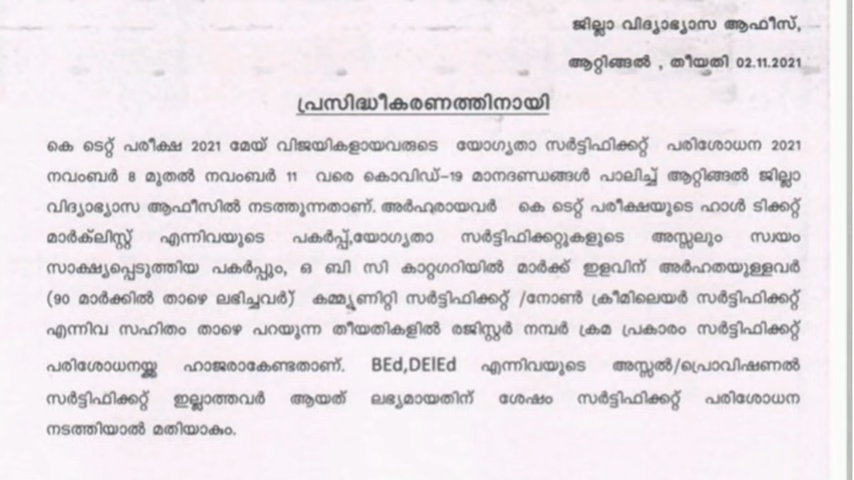 ജില്ലാ വിദ്യാഭ്യാസ ആഫീസ്,
ആറ്റിങ്ങൽ , തീയതി 02.11.2021
പ്രസിദ്ധീകരണത്തിനായി
കെ ടെറ്റ് പരീക്ഷ 2021 മേയ് വിജയികളായവരുടെ യോഗ്യതാ സർട്ടിഫിക്കറ്റ് പരിശോധന 2021
നവംബർ 8 മുതൽ നവംബർ 11 വരെ കൊവിഡ്-19 മാനദണ്ഡങ്ങൾ പാലിച്ച് ആറ്റിങ്ങൽ ജില്ലാ
വിദ്യാഭ്യാസ ആഫീസിൽ നടത്തുന്നതാണ്. അർഹരായവർ കെ ടെറ്റ് പരീക്ഷയുടെ ഹാൾ ടിക്കറ്റ്
മാർക്‌ലിസ്റ്റ് എന്നിവയുടെ പകർപ്പ്,യോഗ്യതാ സർട്ടിഫിക്കറ്റുകളുടെ അസ്സലും സ്വയം
സാക്ഷ്യപ്പെടുത്തിയ പകർപ്പും, ഒ ബി സി കാറ്റഗറിയിൽ മാർക്ക് ഇളവിന് അർഹതയുള്ളവർ
(90 മാർക്കിൽ താഴെ ലഭിച്ചവർ) കമ്മ്യൂണിറ്റി സർട്ടിഫിക്കറ്റ് /നോൺ ക്രീമിലെയർ സർട്ടിഫിക്കറ്റ്
എന്നിവ സഹിതം താഴെ പറയുന്ന തീയതികളിൽ രജിസ്റ്റർ നമ്പർ ക്രമ പ്രകാരം സർട്ടിഫിക്കറ്റ്
പരിശോധനയ്ക്കു ഹാജരാകേണ്ടതാണ്. BEd,DElEd എന്നിവയുടെ അസ്സൽ/പ്രൊവിഷണൽ
സർട്ടിഫിക്കറ്റ് ഇല്ലാത്തവർ ആയത് ലഭ്യമായതിന് ശേഷം സർട്ടിഫിക്കറ്റ് പരിശോധന
നടത്തിയാൽ മതിയാകും.